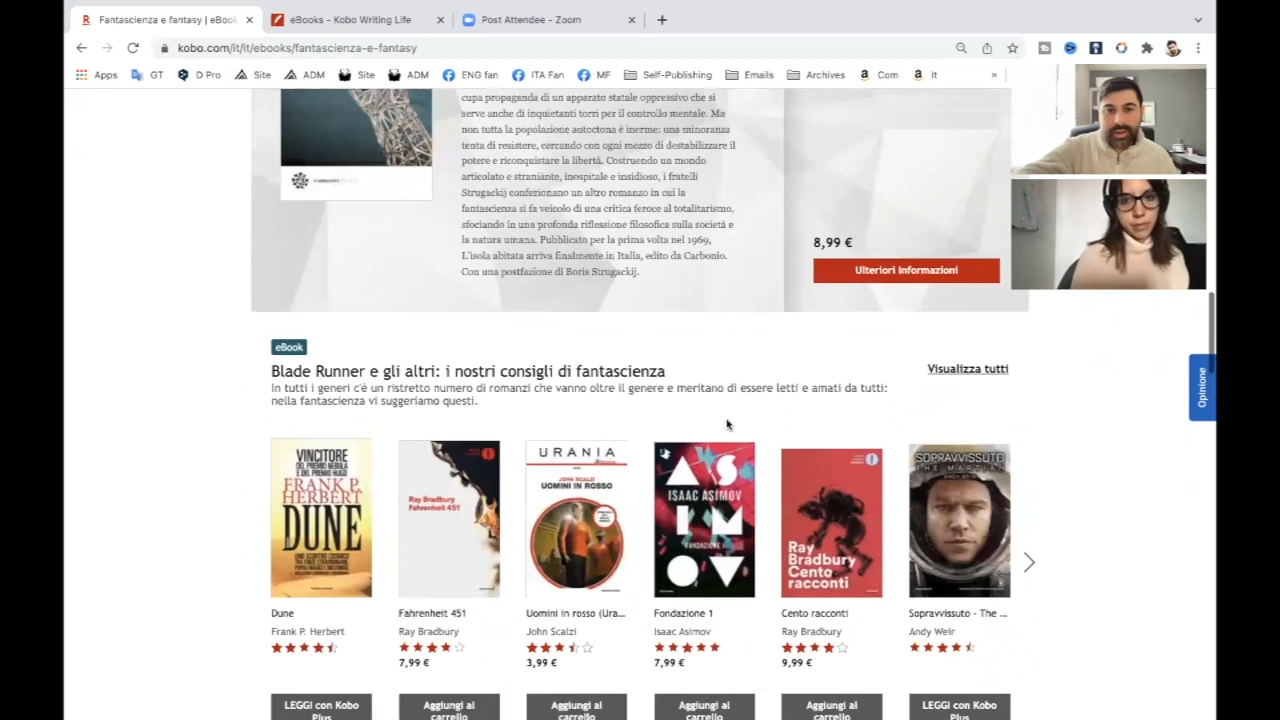 Fantascienza e fantasy | eBook
eBooks - Kobo Writing Life
Post Attendee - Zoom
kobo.com/it/it/ebooks/fantascienza-e-fantasy
Apps GT D Pro Site ADM Site ADM ENG fan ITA Fan MF Self-Publishing Emails Archives Com It »
cupa propaganda di un apparato statale oppressivo che si
serve anche di inquietanti torri per il controllo mentale. Ma
non tutta la popolazione autoctona è inerme: una minoranza
tenta di resistere, cercando con ogni mezzo di destabilizzare il
potere e riconquistare la libertà. Costruendo un mondo
articolato e straniante, inospitale e insidioso, i fratelli
Strugackij confezionano un altro romanzo in cui la
fantascienza si fa veicolo di una critica feroce al totalitarismo,
sfociando in una profonda riflessione filosofica sulla società e
la natura umana. Pubblicato per la prima volta nel 1969,
L'isola abitata arriva finalmente in Italia, edito da Carbonio.
Con una postfazione di Boris Strugackij.
8,99 €
Ulteriori informazioni
Opinione
eBook
Blade Runner e gli altri: i nostri consigli di fantascienza
Visualizza tutti
In tutti i generi c'è un ristretto numero di romanzi che vanno oltre il genere e meritano di essere letti e amati da tutti:
nella fantascienza vi suggeriamo questi.
VINCITORE
DEL PREMIO NEBULA
E DEL PREMIO HUGO
FRANK P.
HERBERT
DUNE
Ray Bradbury
Fahrenheit 451
URANIA
JOHN SCALZI
UOMINI IN ROSSO
AS
ISAAC ASIMOV
IM
FONDAZIONE
OV
Ray
Bradbury
Cento
racconti
SOPRAVVISSUTO
THE MARTIAN
ANDY WEIR
Dune
Frank P. Herbert
Fahrenheit 451
Ray Bradbury
7,99 €
Uomini in rosso (Ura...
John Scalzi
3,99 €
Fondazione 1
Isaac Asimov
7,99 €
Cento racconti
Ray Bradbury
9,99 €
Sopravvissuto - The ...
Andy Weir
LEGGI con Kobo
Plus
Aggiungi al
carrello
Aggiungi al
carrello
Aggiungi al
carrello
Aggiungi al
carrello
LEGGI con Kobo
Plus